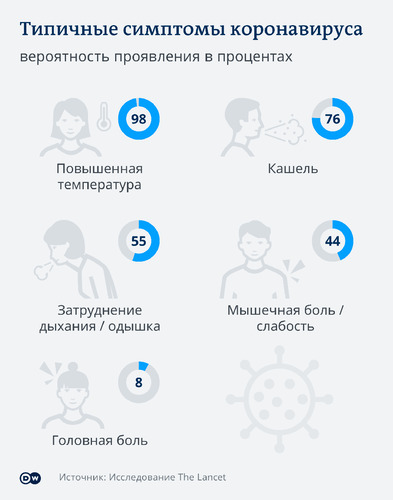 Типичные симптомы коронавируса
вероятность проявления в процентах
98
76
Повышенная
температура
Кашель
55
44
Затруднение
дыхания / одышка
Мышечная боль /
слабость
8
Головная боль
DW
Источник: Исследование The Lancet